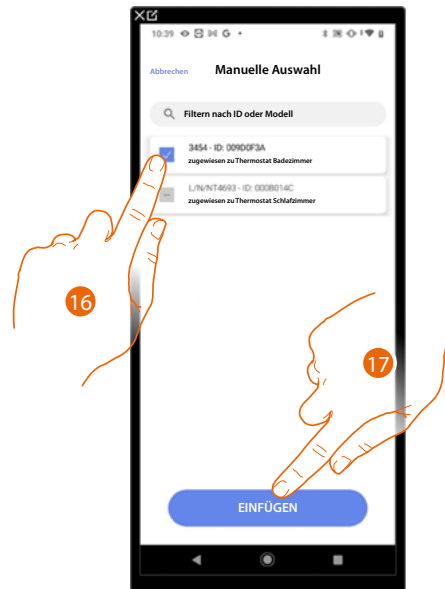 10:39
Abbrechen Manuelle Auswahl
Filtern nach ID oder Modell
3454 - ID: 009D0F3A
zugewiesen zu Thermostat Badezimmer
L/N/NT4693 - ID: 000B014C
zugewiesen zu Thermostat Schlafzimmer
16
17
EINFÜGEN